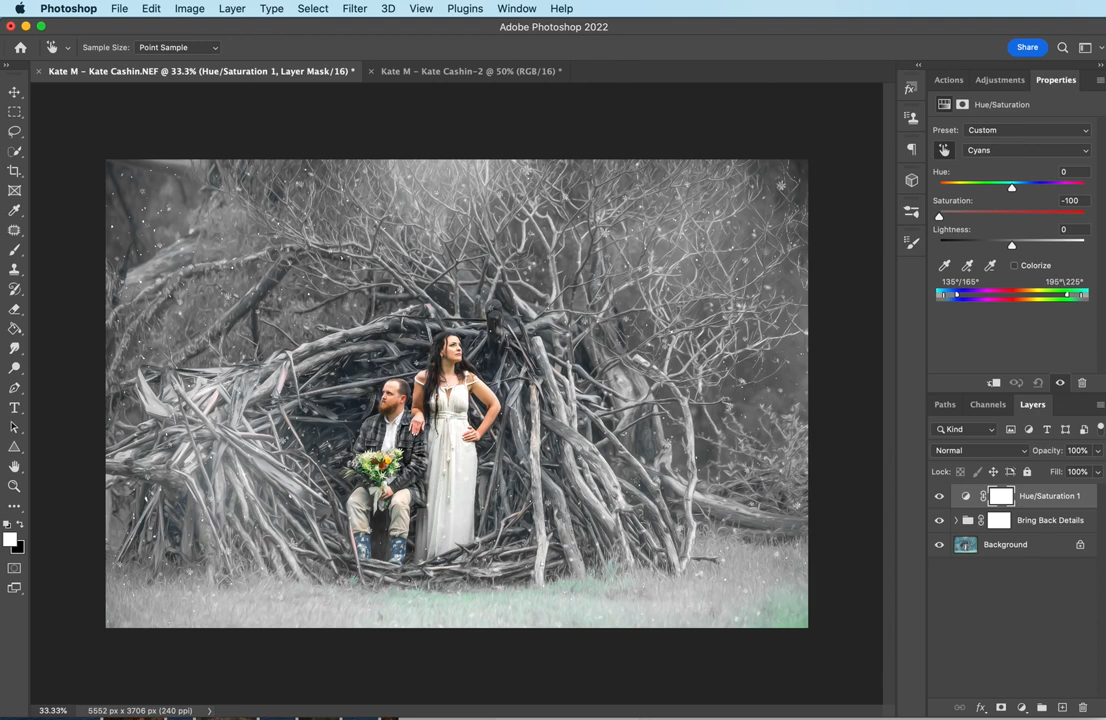 Photoshop File Edit Image Layer Type Select Filter 3D View Plugins Window Help
Adobe Photoshop 2022
Sample Size: Point Sample Share
Kate M – Kate Cashin.NEF @ 33.3% (Hue/Saturation 1, Layer Mask/16) * Kate M – Kate Cashin-2 @ 50% (RGB/16) *
Actions Adjustments Properties
Hue/Saturation
Preset: Custom
Cyans
Hue: 0
Saturation: -100
Lightness: 0
Colorize
135°/165° 195°\225°
Paths Channels Layers
Kind
Normal Opacity: 100%
Lock: Fill: 100%
Hue/Saturation 1
Bring Back Details
Background
33.33% 5552 px x 3706 px (240 ppi)